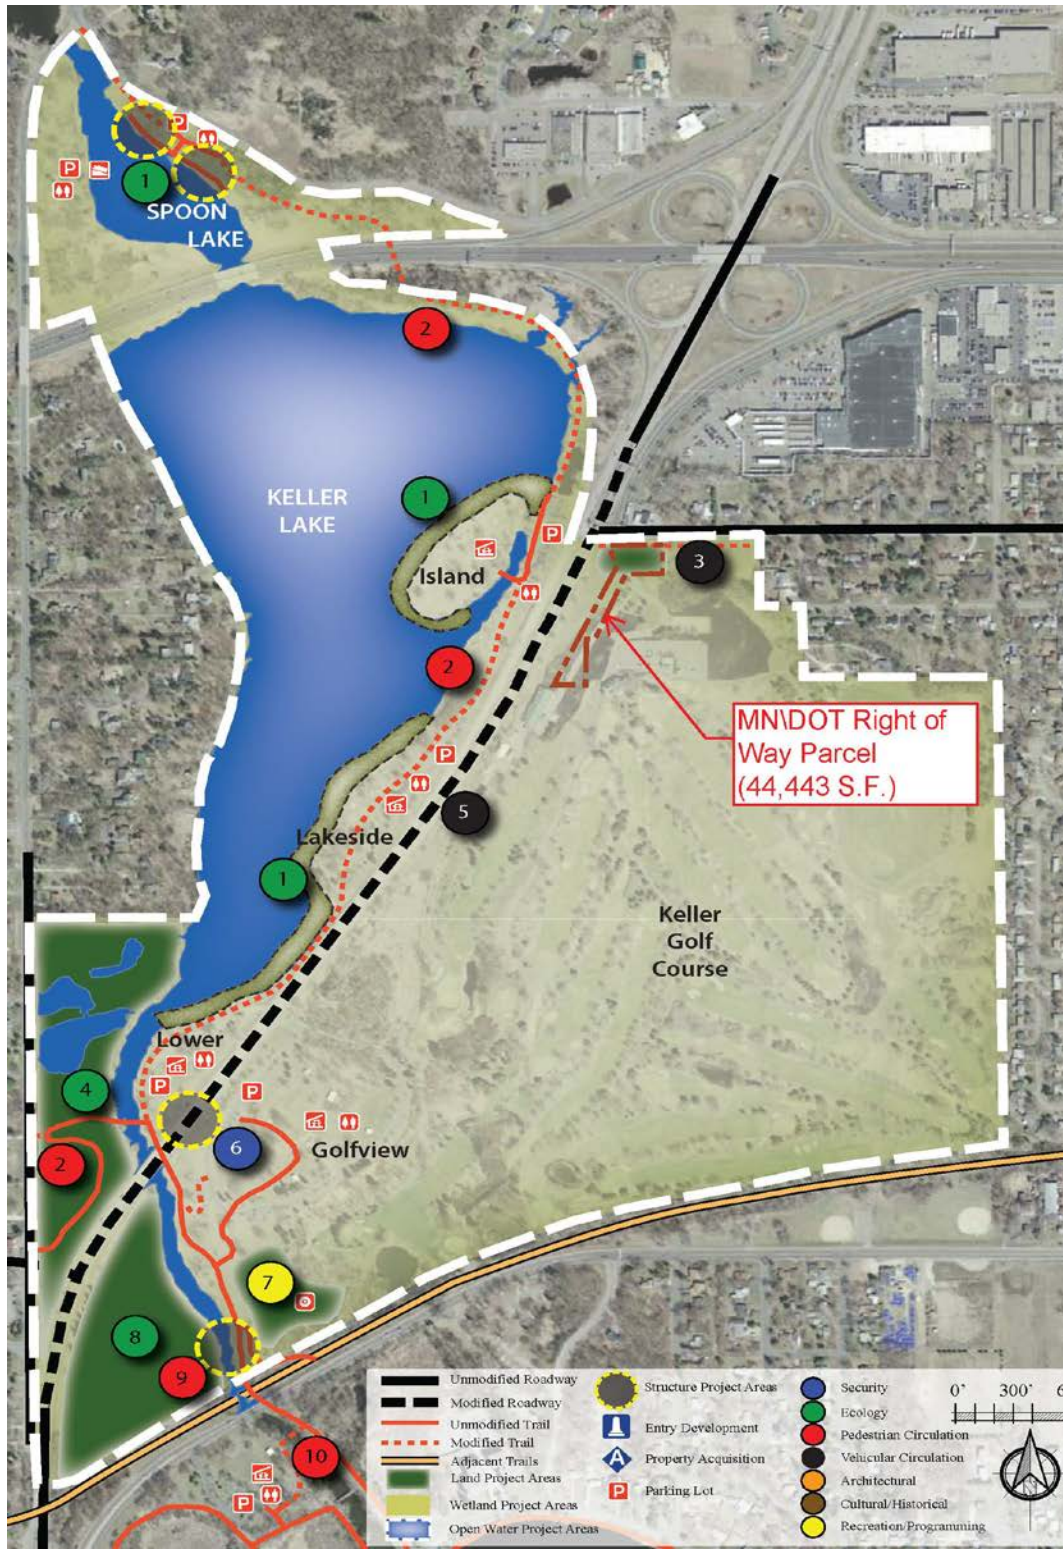 P
P
1
SPOON
LAKE
2
1
KELLER
LAKE
P
Island
3
2
MN\DOT Right of
Way Parcel
(44,443 S.F.)
P
5
Lakeside
1
Keller
Golf
Course
Lower
4
P
P
6
Golfview
2
7
8
9
10
P
Unmodified Roadway
Modified Roadway
Unmodified Trail
Modified Trail
Adjacent Trails
Land Project Areas
Wetland Project Areas
Open Water Project Areas
Structure Project Areas
Entry Development
A Property Acquisition
P Parking Lot
Security
Ecology
Pedestrian Circulation
Vehicular Circulation
Architectural
Cultural/Historical
Recreation/Programming
0' 300' 6